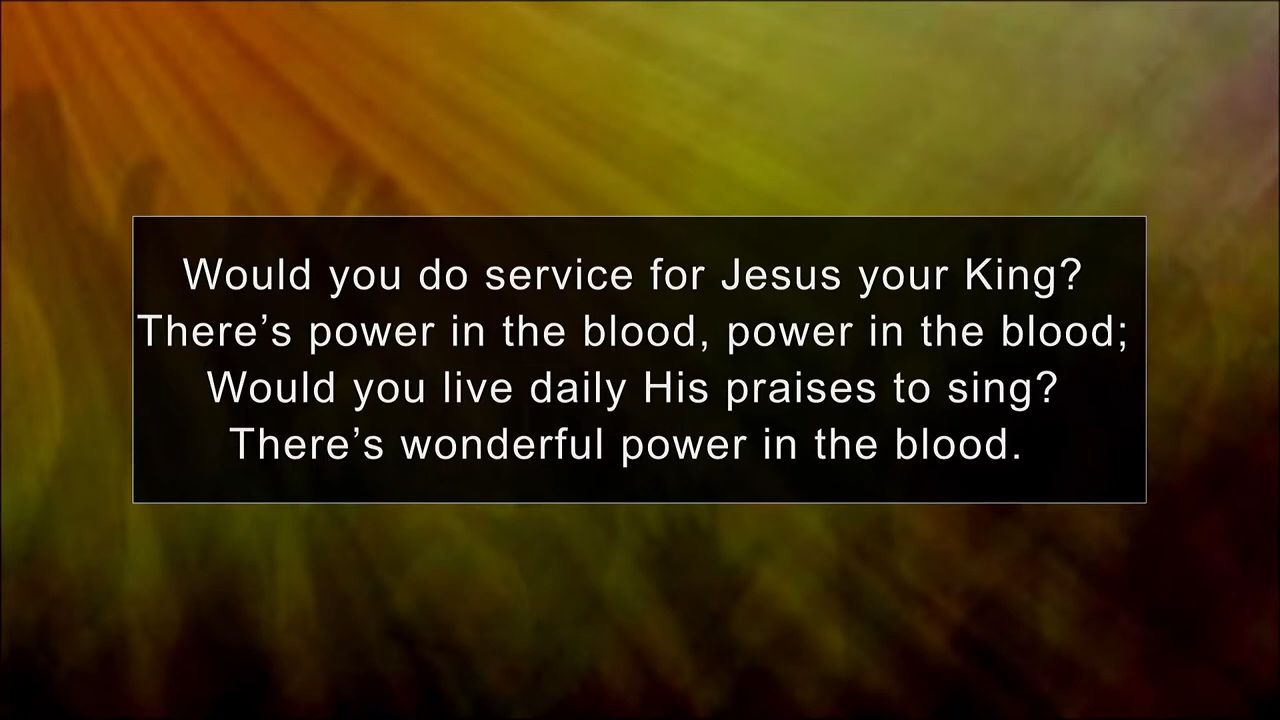 Would you do service for Jesus your King?
There’s power in the blood, power in the blood;
Would you live daily His praises to sing?
There’s wonderful power in the blood.